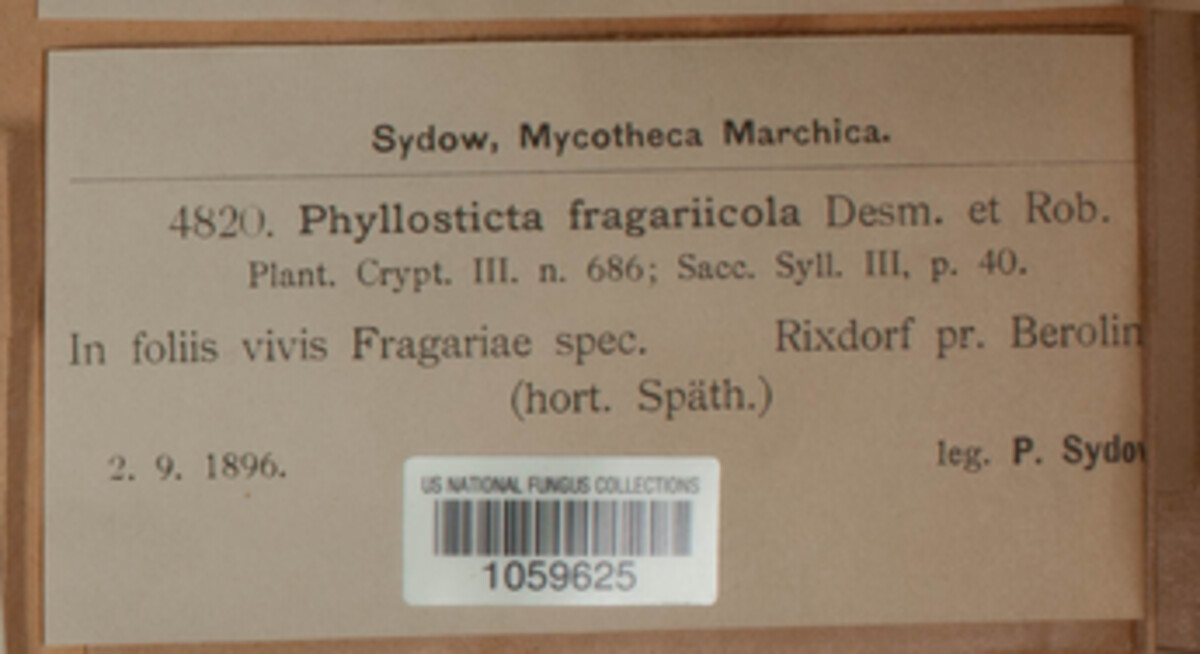 Sydow, Mycotheca Marchica.
4820. Phyllosticta fragariicola Desm. et Rob.
Plant. Crypt. III. n. 686; Sacc. Syll. III, p. 40.
In foliis vivis Fragariae spec. Rixdorf pr. Berolin
(hort. Späth.)
2. 9. 1896. leg. P. Sydow
US NATIONAL FUNGUS COLLECTIONS
1059625